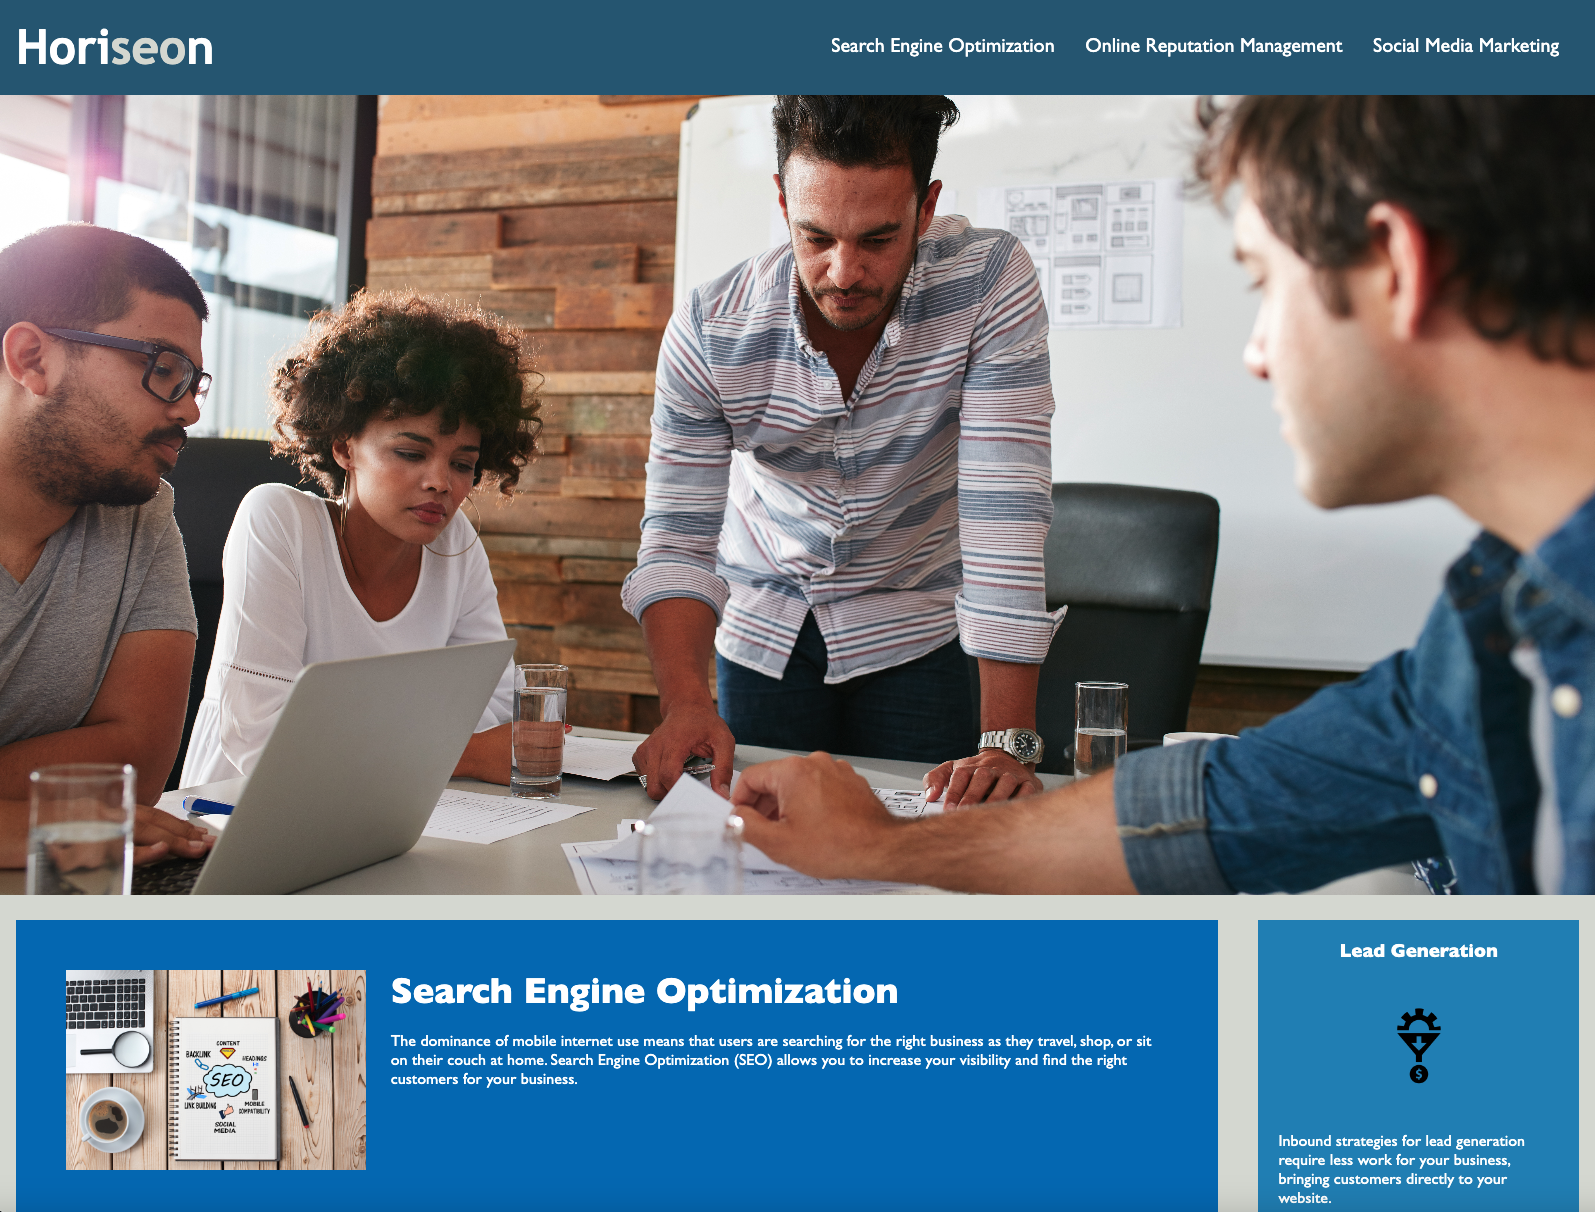 Horiseon
Search Engine Optimization
Online Reputation Management
Social Media Marketing
Search Engine Optimization
The dominance of mobile internet use means that users are searching for the right business as they travel, shop, or sit
on their couch at home. Search Engine Optimization (SEO) allows you to increase your visibility and find the right
customers for your business.
CONTENT
BACKLINK
HEADINGS
SEO
LINK BUILDING
MOBILE
COMPATIBILITY
SOCIAL
MEDIA
Lead Generation
$
Inbound strategies for lead generation
require less work for your business,
bringing customers directly to your
website.